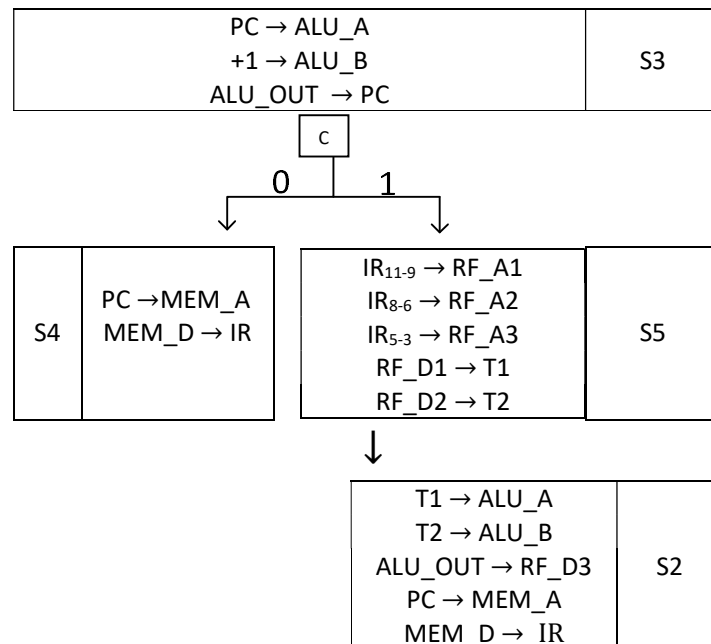 PC → ALU_A
+1 → ALU_B
ALU_OUT → PC
S3
C
0 1
S4
PC →MEM_A
MEM_D → IR
IR11-9 → RF_A1
IR8-6 → RF_A2
IR5-3 → RF_A3
RF_D1 → T1
RF_D2 → T2
S5
T1 → ALU_A
T2 → ALU_B
ALU_OUT → RF_D3
PC → MEM_A
MEM_D → IR
S2